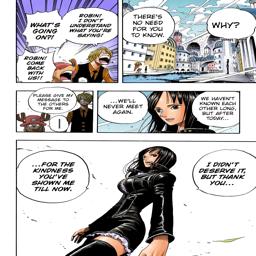 WHY?
THERE'S
NO NEED
FOR YOU
TO KNOW.
ROBIN!
I DON'T
UNDERSTAND
WHAT YOU'RE
SAYING!
WHAT'S
GOING
ON?!
ROBIN!
COME
BACK
WITH
US!!
WE HAVEN'T
KNOWN EACH
OTHER LONG,
BUT AFTER
TODAY...
...WE'LL
NEVER
MEET
AGAIN.
PLEASE GIVE
MY MESSAGE
TO THE
OTHERS
FOR ME.
!
I DIDN'T
DESERVE IT,
BUT THANK
YOU...
...FOR THE
KINDNESS
YOU'VE
SHOWN ME
TILL NOW.